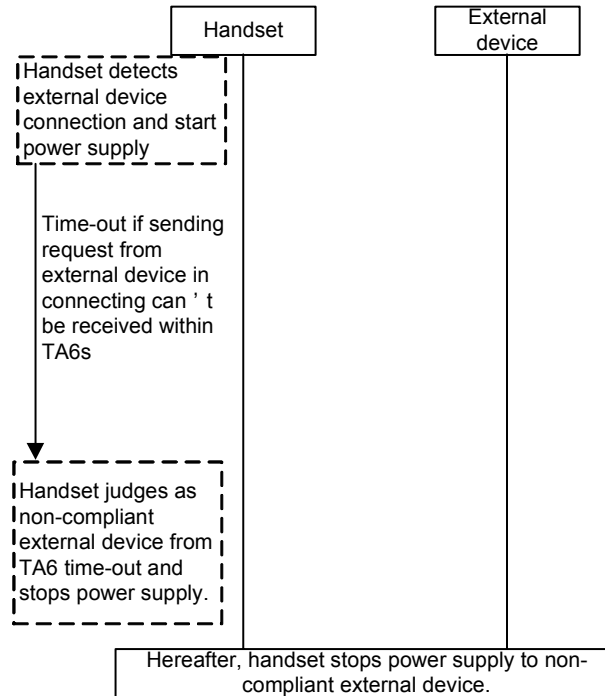 Handset
External
device
Handset detects
external device
connection and start
power supply
Time-out if sending
request from
external device in
connecting can ’ t
be received within
TA6s
Handset judges as
non-compliant
external device from
TA6 time-out and
stops power supply.
Hereafter, handset stops power supply to non-
compliant external device.